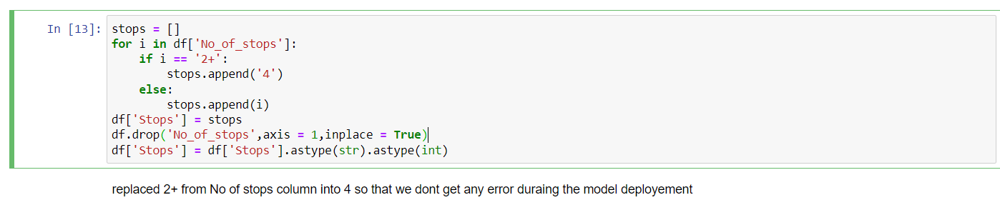 In [13]: stops = []
for i in df['No_of_stops']:
    if i == '2+':
        stops.append('4')
    else:
        stops.append(i)
df['Stops'] = stops
df.drop('No_of_stops',axis = 1,inplace = True)
df['Stops'] = df['Stops'].astype(str).astype(int)
replaced 2+ from No of stops column into 4 so that we dont get any error duraing the model deployement